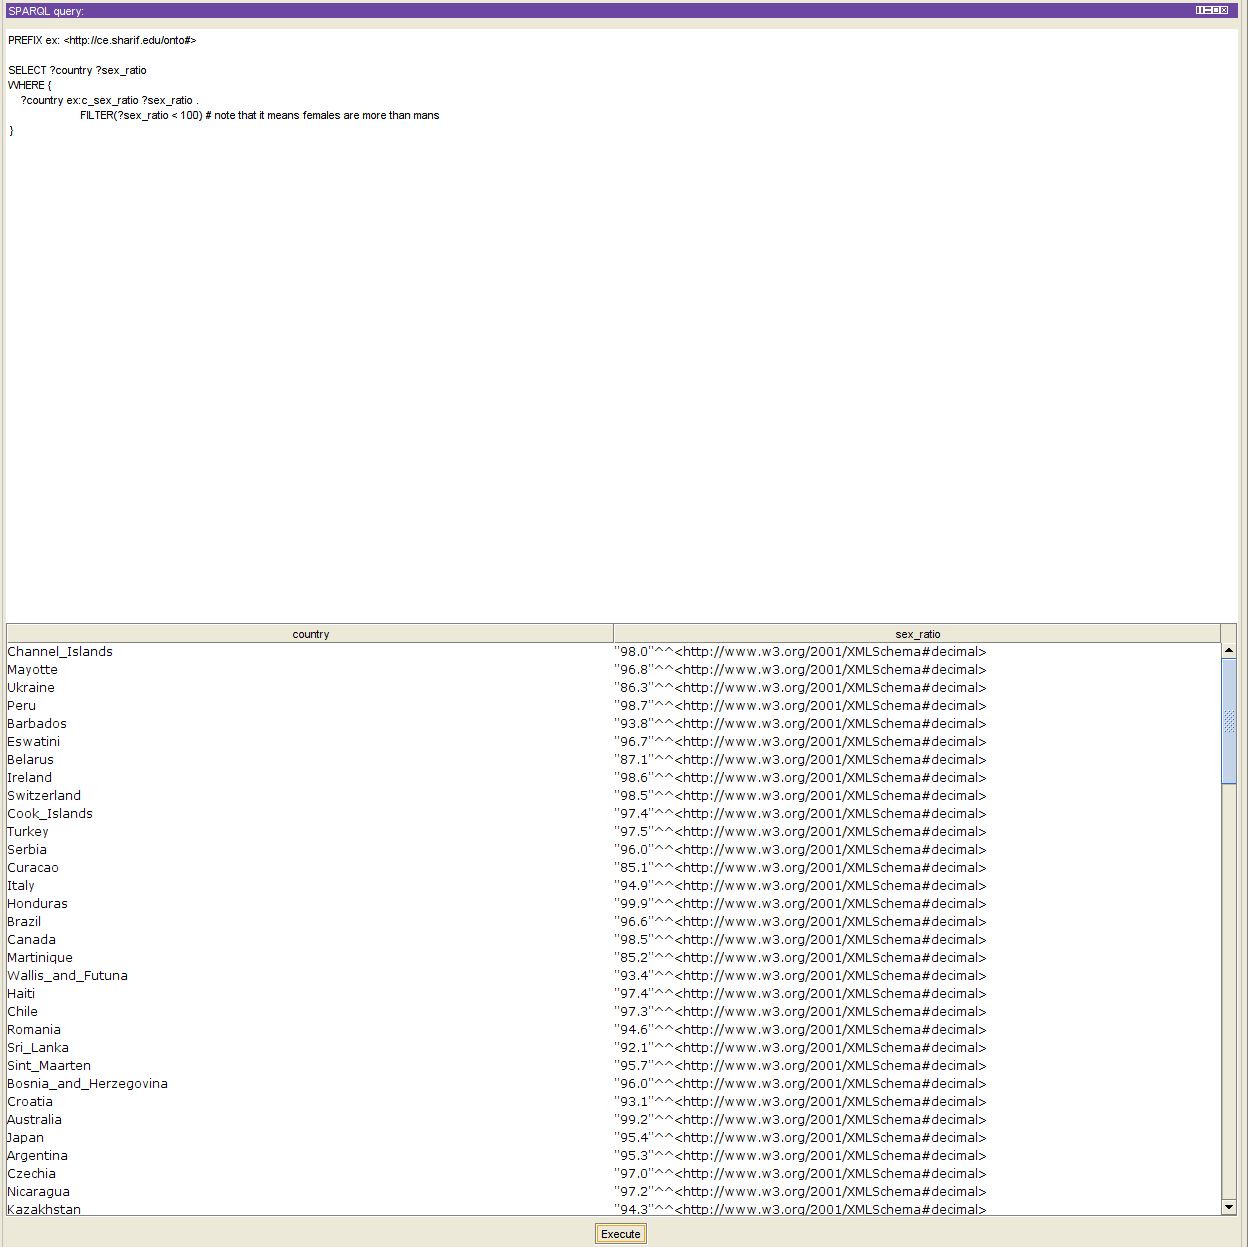 SPARQL query:
PREFIX ex: <http://ce.sharif.edu/onto#>
SELECT ?country ?sex_ratio
WHERE {
?country ex:c_sex_ratio ?sex_ratio .
FILTER(?sex_ratio < 100) # note that it means females are more than mans
}
country sex_ratio
Channel_Islands "98.0"^^<http://www.w3.org/2001/XMLSchema#decimal>
Mayotte "96.8"^^<http://www.w3.org/2001/XMLSchema#decimal>
Ukraine "86.3"^^<http://www.w3.org/2001/XMLSchema#decimal>
Peru "98.7"^^<http://www.w3.org/2001/XMLSchema#decimal>
Barbados "93.8"^^<http://www.w3.org/2001/XMLSchema#decimal>
Eswatini "96.7"^^<http://www.w3.org/2001/XMLSchema#decimal>
Belarus "87.1"^^<http://www.w3.org/2001/XMLSchema#decimal>
Ireland "98.6"^^<http://www.w3.org/2001/XMLSchema#decimal>
Switzerland "98.5"^^<http://www.w3.org/2001/XMLSchema#decimal>
Cook_Islands "97.4"^^<http://www.w3.org/2001/XMLSchema#decimal>
Turkey "97.5"^^<http://www.w3.org/2001/XMLSchema#decimal>
Serbia "96.0"^^<http://www.w3.org/2001/XMLSchema#decimal>
Curacao "85.1"^^<http://www.w3.org/2001/XMLSchema#decimal>
Italy "94.9"^^<http://www.w3.org/2001/XMLSchema#decimal>
Honduras "99.9"^^<http://www.w3.org/2001/XMLSchema#decimal>
Brazil "96.6"^^<http://www.w3.org/2001/XMLSchema#decimal>
Canada "98.5"^^<http://www.w3.org/2001/XMLSchema#decimal>
Martinique "85.2"^^<http://www.w3.org/2001/XMLSchema#decimal>
Wallis_and_Futuna "93.4"^^<http://www.w3.org/2001/XMLSchema#decimal>
Haiti "97.4"^^<http://www.w3.org/2001/XMLSchema#decimal>
Chile "97.3"^^<http://www.w3.org/2001/XMLSchema#decimal>
Romania "94.6"^^<http://www.w3.org/2001/XMLSchema#decimal>
Sri_Lanka "92.1"^^<http://www.w3.org/2001/XMLSchema#decimal>
Sint_Maarten "95.7"^^<http://www.w3.org/2001/XMLSchema#decimal>
Bosnia_and_Herzegovina "96.0"^^<http://www.w3.org/2001/XMLSchema#decimal>
Croatia "93.1"^^<http://www.w3.org/2001/XMLSchema#decimal>
Australia "99.2"^^<http://www.w3.org/2001/XMLSchema#decimal>
Japan "95.4"^^<http://www.w3.org/2001/XMLSchema#decimal>
Argentina "95.3"^^<http://www.w3.org/2001/XMLSchema#decimal>
Czechia "97.0"^^<http://www.w3.org/2001/XMLSchema#decimal>
Nicaragua "97.2"^^<http://www.w3.org/2001/XMLSchema#decimal>
Kazakhstan "94.3"^^<http://www.w3.org/2001/XMLSchema#decimal>
Execute